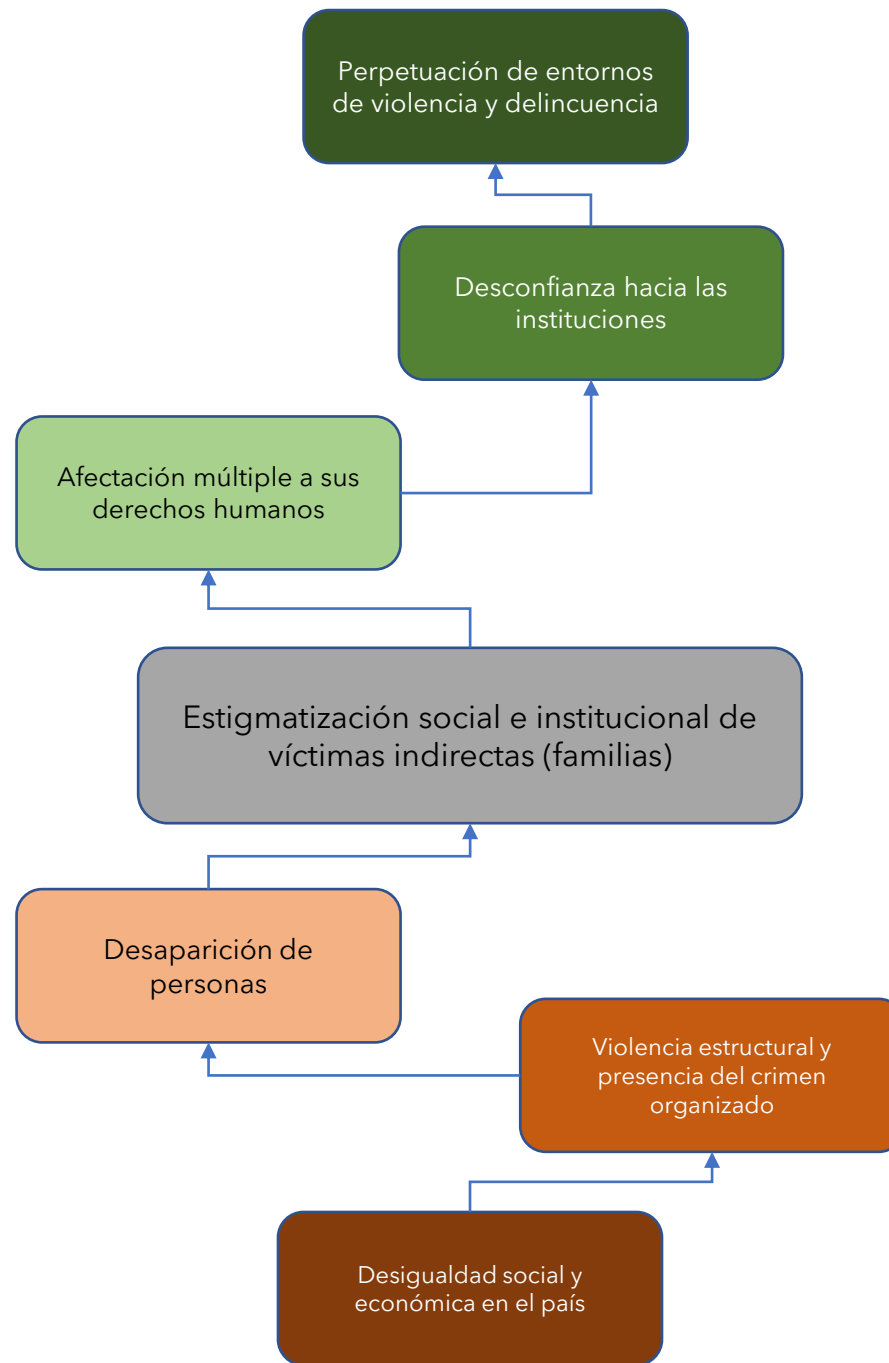 Perpetuación de entornos
de violencia y delincuencia
Desconfianza hacia las
instituciones
Afectación múltiple a sus
derechos humanos
Estigmatización social e institucional de
víctimas indirectas (familias)
Desaparición de
personas
Violencia estructural y
presencia del crimen
organizado
Desigualdad social y
económica en el país